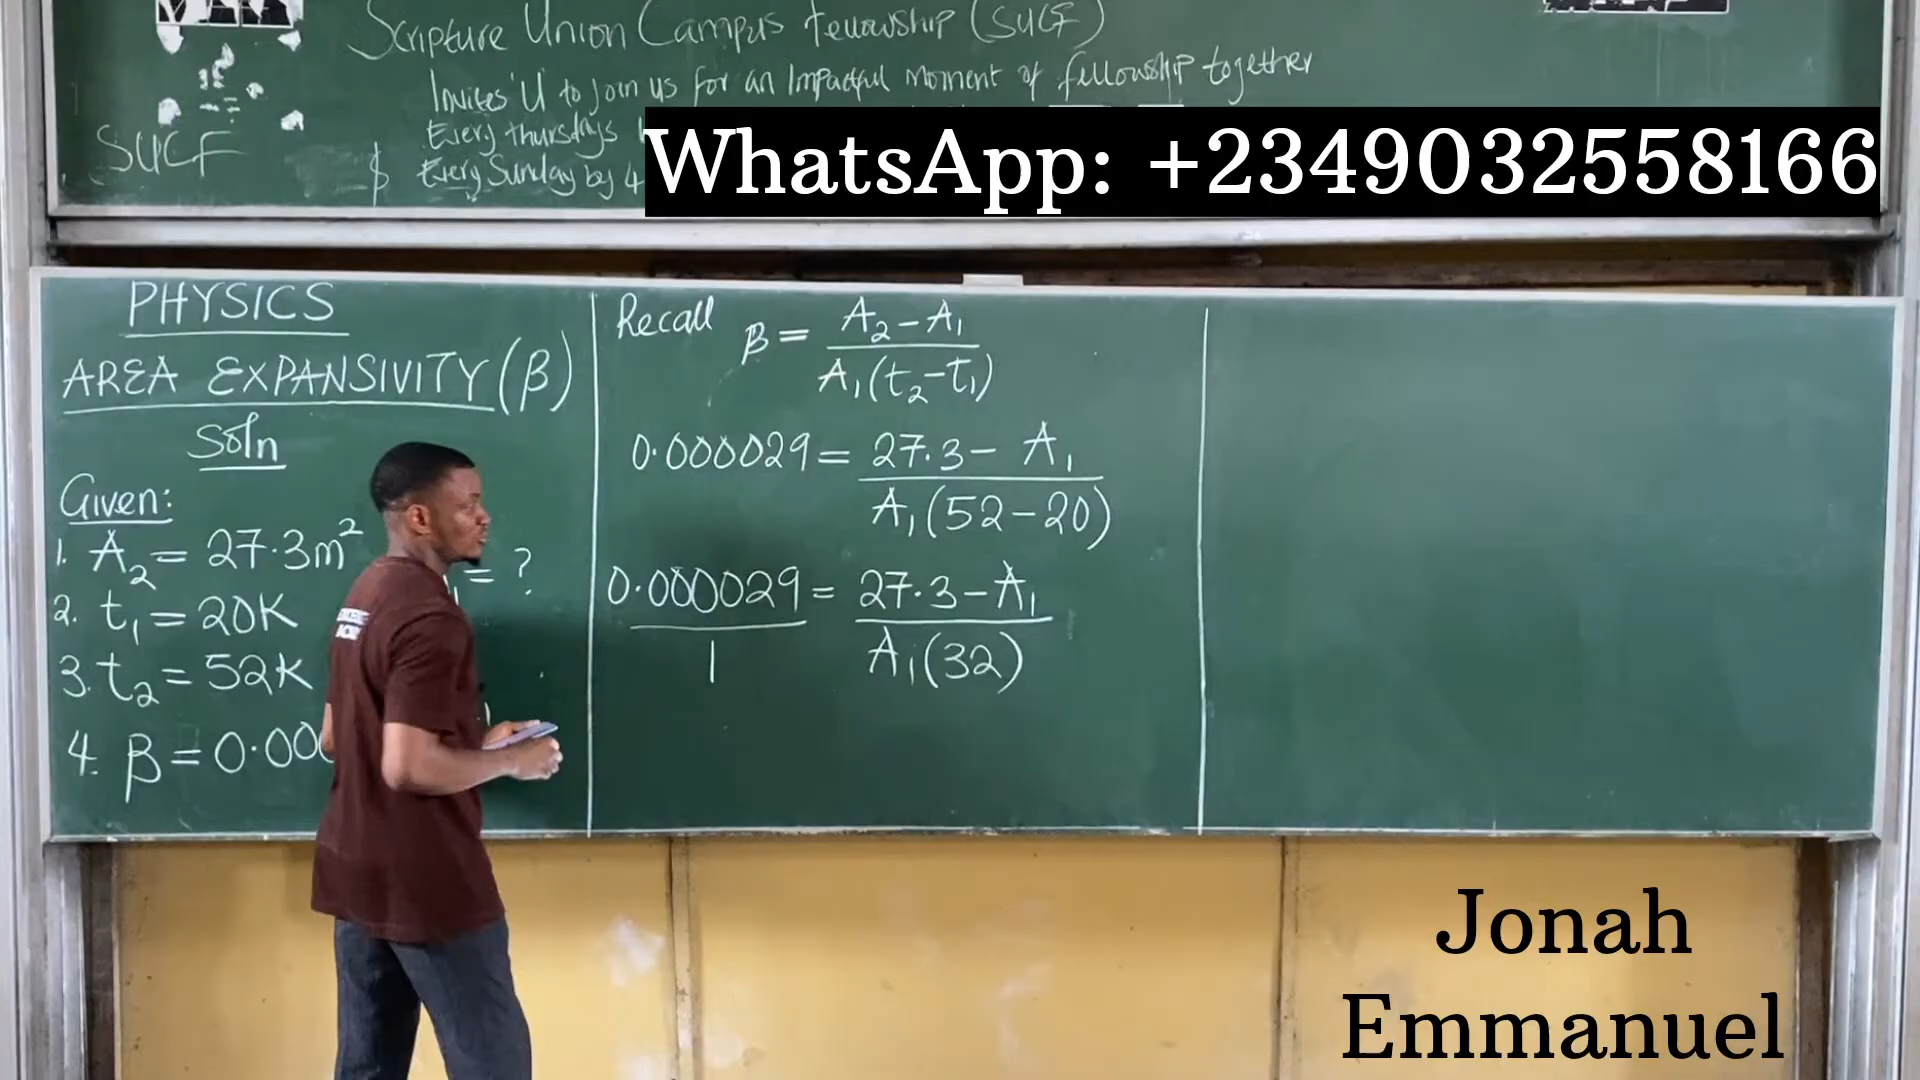 Scripture Union Campus fellowship (SUCF)
Invites 'U' to join us for an Impactful Moment of fellowship together
Every thursdays
$ Every Sunday by 4
SUCF
WhatsApp: +2349032558166
PHYSICS
AREA EXPANSIVITY (β)
Soln
Given:
1. A₂ = 27.3m²
= ?
2. t₁ = 20K
3. t₂ = 52K
4. β = 0.00
Recall β = A₂ - A₁ / A₁(t₂ - t₁)
0.000029 = 27.3 - A₁ / A₁(52 - 20)
0.000029 / 1 = 27.3 - A₁ / A₁(32)
Jonah
Emmanuel